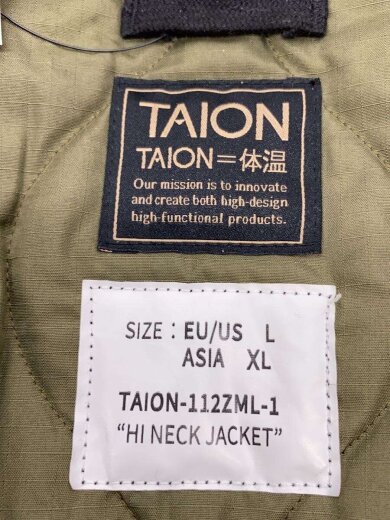 TAION
TAION=体温
Our mission is to innovate
and create both high-design
high-functional products.
SIZE : EU/US L
ASIA XL
TAION-112ZML-1
“HI NECK JACKET”